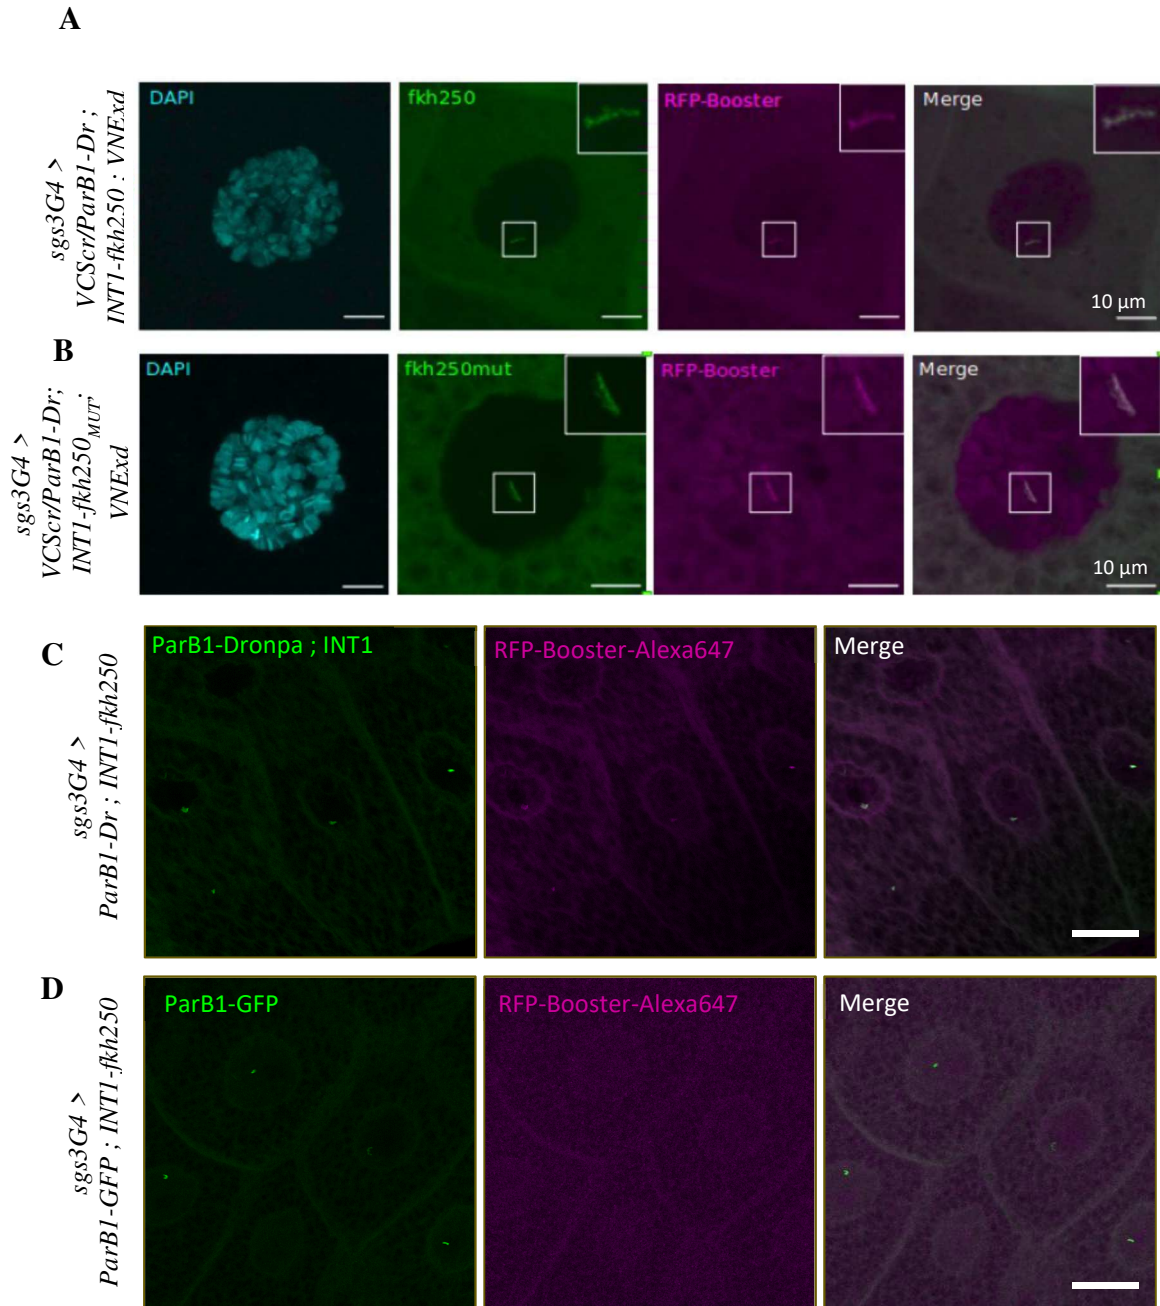 A
sgs3G4 >
VCScr/ParB1-Dr ;
INT1-fkh250 : VNExd
DAPI
fkh250
RFP-Booster
Merge
10 µm
B
sgs3G4 >
VCScr/ParB1-Dr;
INT1-fkh250MUT;
VNExd
DAPI
fkh250mut
RFP-Booster
Merge
10 µm
C
sgs3G4 >
ParB1-Dr ; INT1-fkh250
ParB1-Dronpa ; INT1
RFP-Booster-Alexa647
Merge
D
sgs3G4 >
ParB1-GFP ; INT1-fkh250
ParB1-GFP
RFP-Booster-Alexa647
Merge